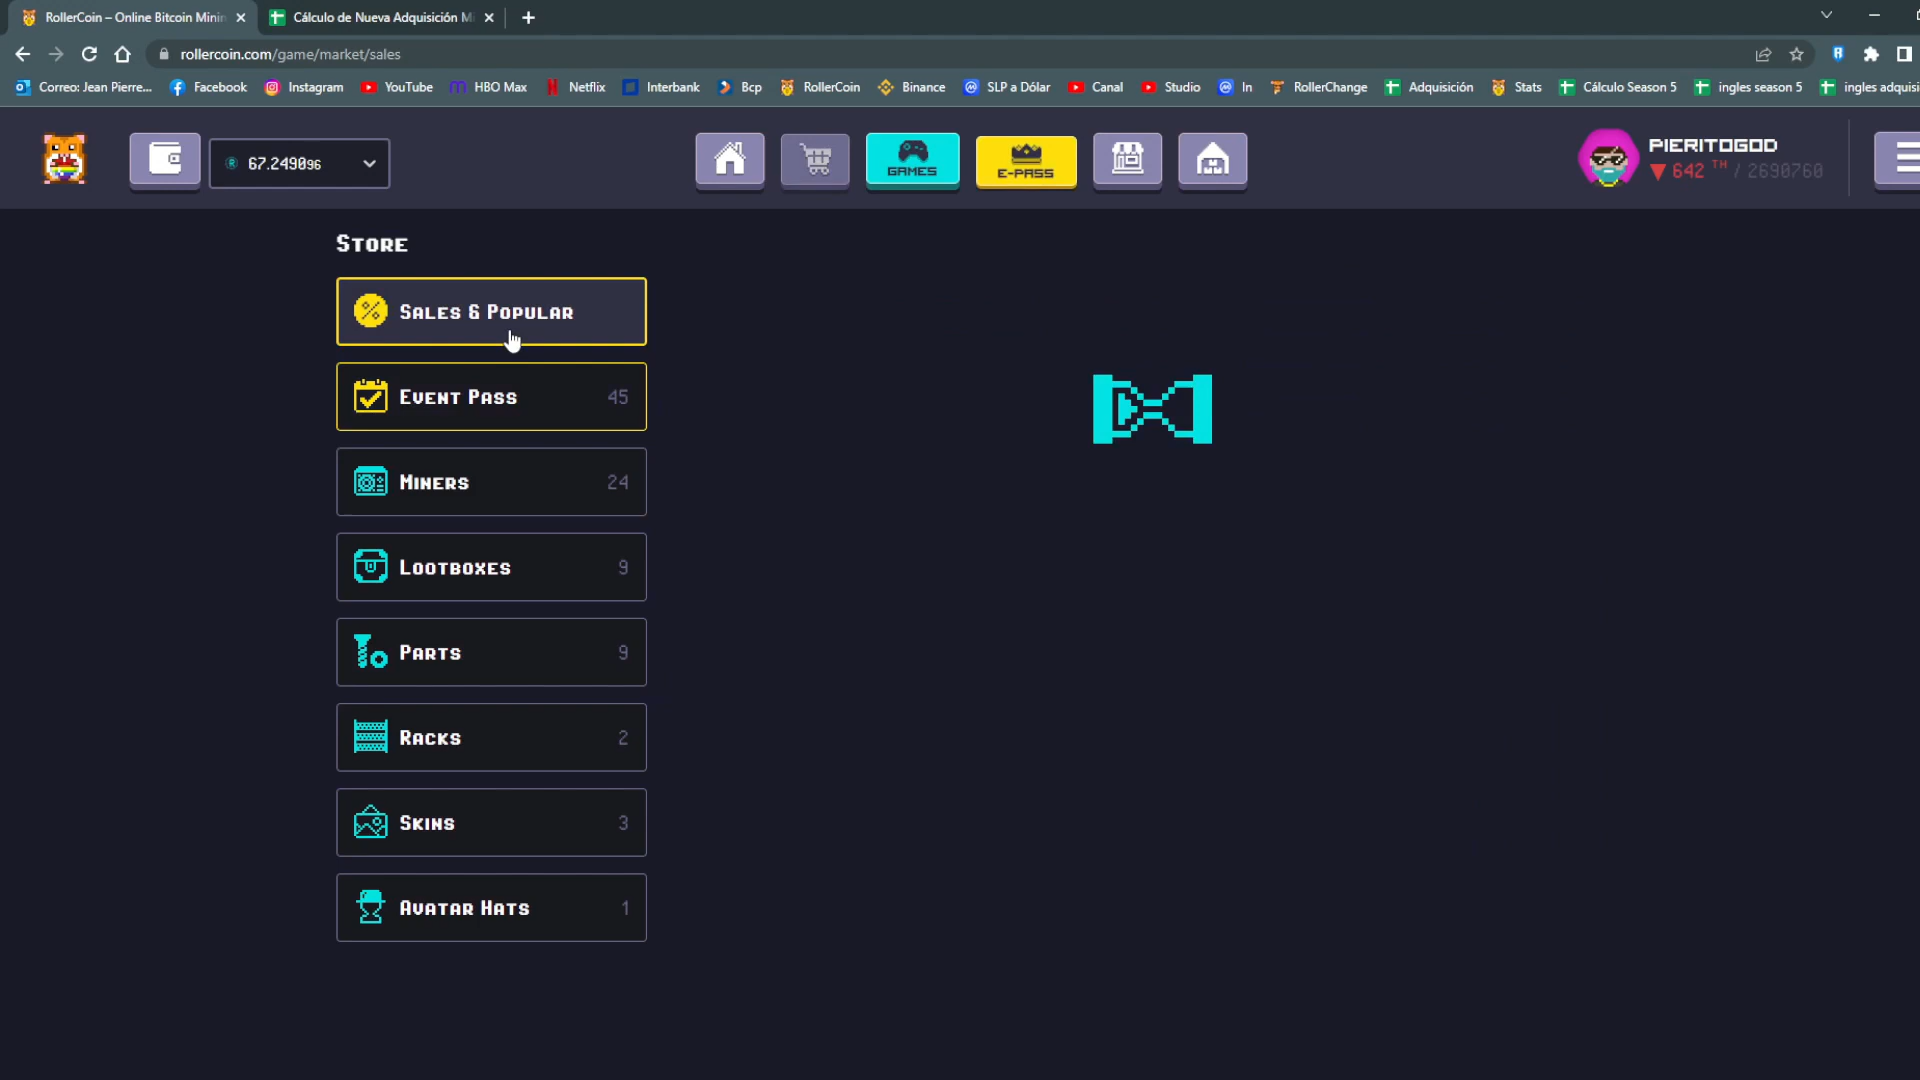 RollerCoin – Online Bitcoin Minin
Cálculo de Nueva Adquisición Mi
rollercoin.com/game/market/sales
Correo: Jean Pierre... Facebook Instagram YouTube HBO Max Netflix Interbank Bcp RollerCoin Binance SLP a Dólar Canal Studio In RollerChange Adquisición Stats Cálculo Season 5 ingles season 5 ingles adquisi
67.249096
GAMES
E-PASS
PIERITOGOD
642 TH / 2690760
STORE
SALES & POPULAR
EVENT PASS 45
MINERS 24
LOOTBOXES 9
PARTS 9
RACKS 2
SKINS 3
AVATAR HATS 1